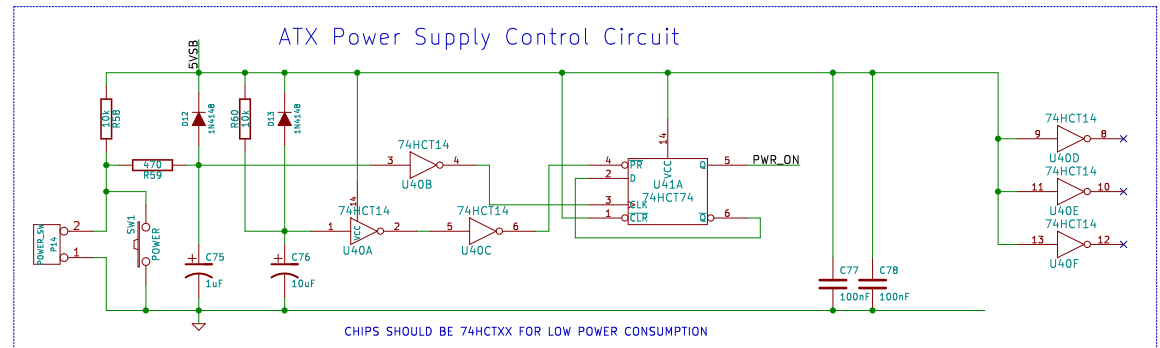 ATX Power Supply Control Circuit
5VSB
10k
R58
D12
1N4148
R60
10k
D13
1N4148
470
R59
74HCT14
3
4
U40B
14
VCC
74HCT14
1
2
U40A
74HCT14
5
6
U40C
14
VCC
4
PR
Q
5
PWR_ON
2
D
U41A
74HCT74
3
CLK
1
CLR
Q
6
74HCT14
9
8
U40D
74HCT14
11
10
U40E
74HCT14
13
12
U40F
POWER_SW
P14
2
1
SW1
POWER
C75
1uF
C76
10uF
C77
100nF
C78
100nF
CHIPS SHOULD BE 74HCTXX FOR LOW POWER CONSUMPTION